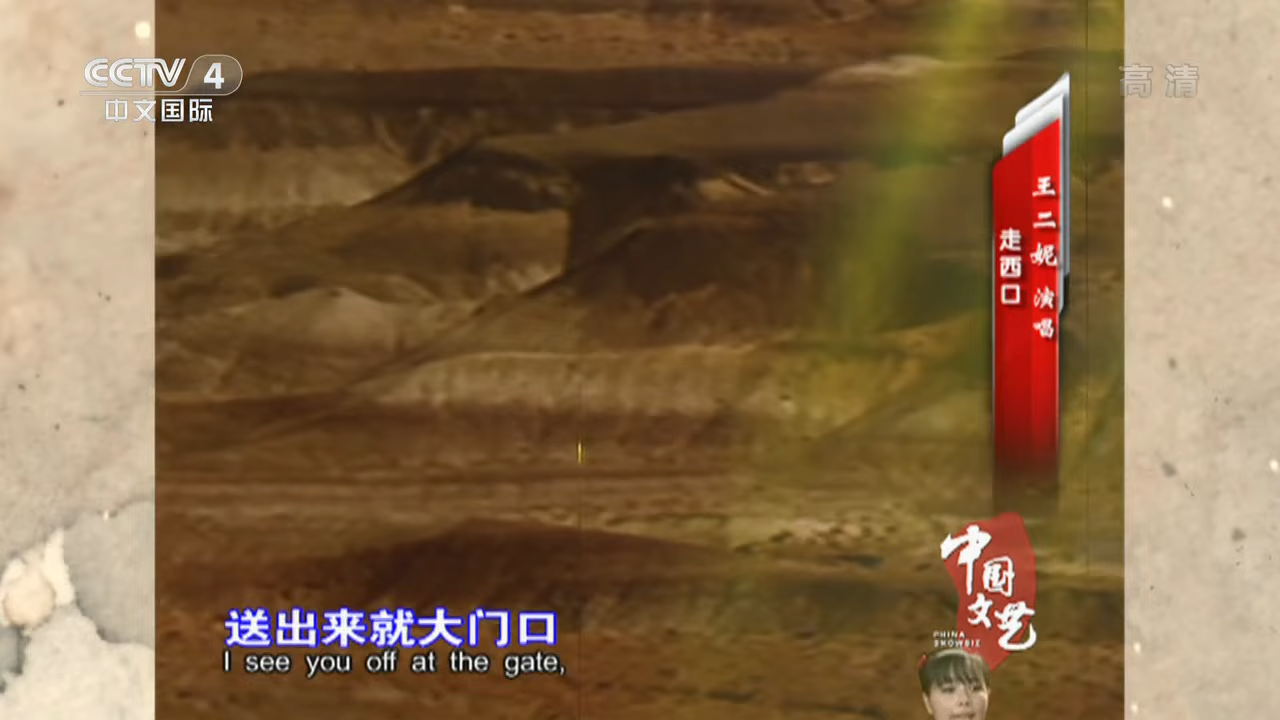 CCTV 4
中文国际
高清
王二妮 演唱
走西口
中国文艺
CHINA
SHOWBIZ
送出来就大门口
I see you off at the gate,